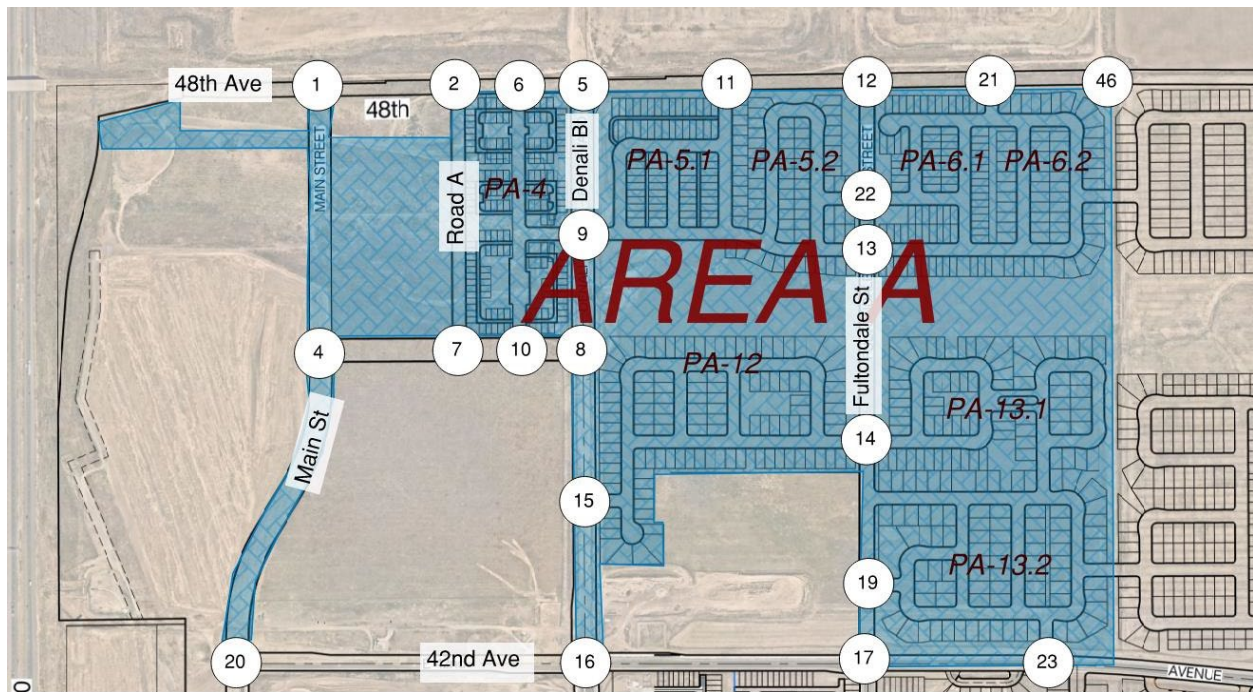 48th Ave
1
2
6
5
11
12
21
46
48th
MAIN STREET
Road A
Denali Bl
PA-4
PA-5.1
PA-5.2
STREET
PA-6.1
PA-6.2
22
9
13
AREA A
4
7
10
8
PA-12
Fultondale St
PA-13.1
Main St
14
15
19
PA-13.2
20
42nd Ave
16
17
23
AVENUE
0